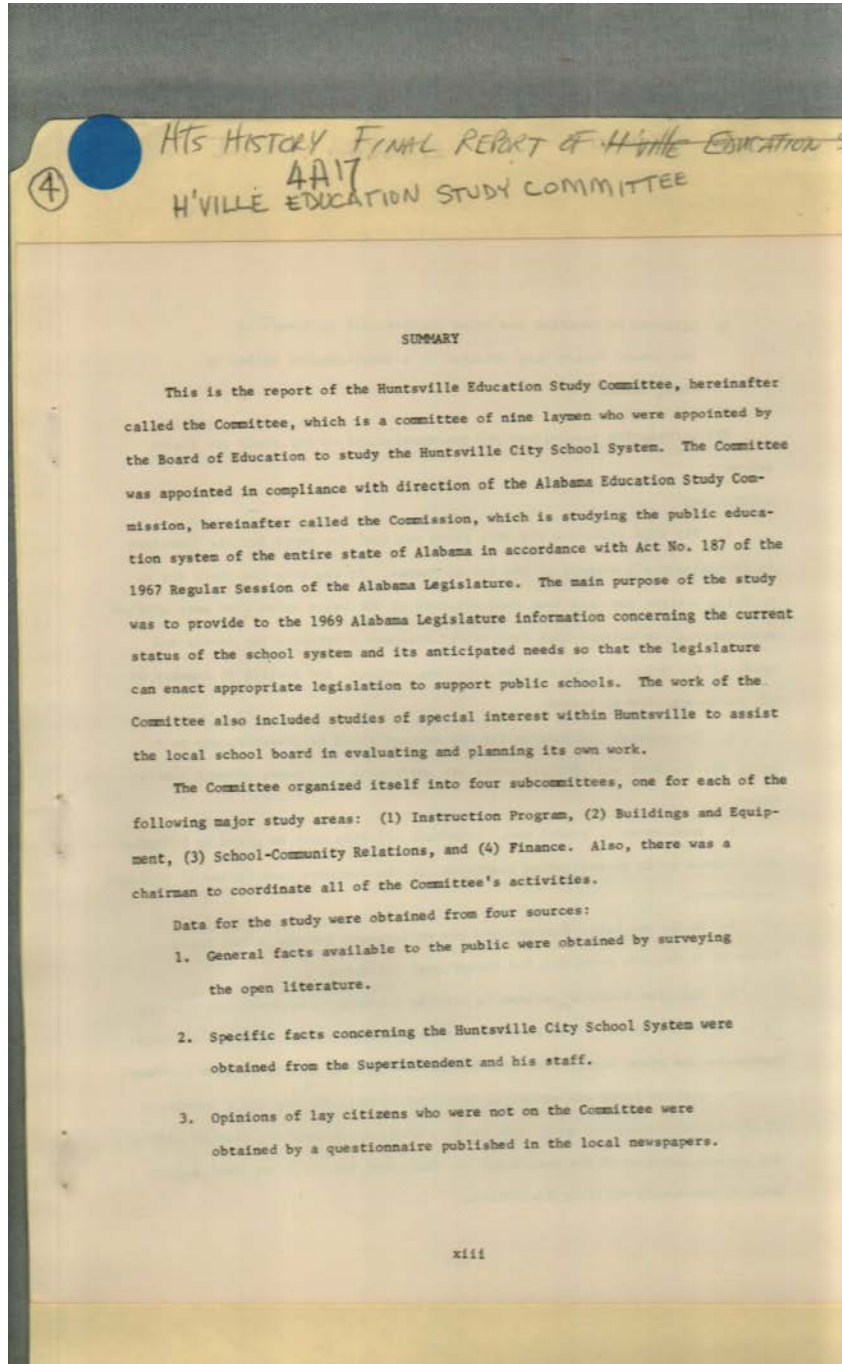 HTS HISTORY FINAL REPORT OF H'VILLE EDUCATION
4A17
4
H'VILLE EDUCATION STUDY COMMITTEE
SUMMARY
This is the report of the Huntsville Education Study Committee, hereinafter
called the Committee, which is a committee of nine laymen who were appointed by
the Board of Education to study the Huntsville City School System. The Committee
was appointed in compliance with direction of the Alabama Education Study Com-
mission, hereinafter called the Commission, which is studying the public educa-
tion system of the entire state of Alabama in accordance with Act No. 187 of the
1967 Regular Session of the Alabama Legislature. The main purpose of the study
was to provide to the 1969 Alabama Legislature information concerning the current
status of the school system and its anticipated needs so that the legislature
can enact appropriate legislation to support public schools. The work of the
Committee also included studies of special interest within Huntsville to assist
the local school board in evaluating and planning its own work.
The Committee organized itself into four subcommittees, one for each of the
following major study areas: (1) Instruction Program, (2) Buildings and Equip-
ment, (3) School-Community Relations, and (4) Finance. Also, there was a
chairman to coordinate all of the Committee's activities.
Data for the study were obtained from four sources:
1. General facts available to the public were obtained by surveying
the open literature.
2. Specific facts concerning the Huntsville City School System were
obtained from the Superintendent and his staff.
3. Opinions of lay citizens who were not on the Committee were
obtained by a questionnaire published in the local newspapers.
xiii